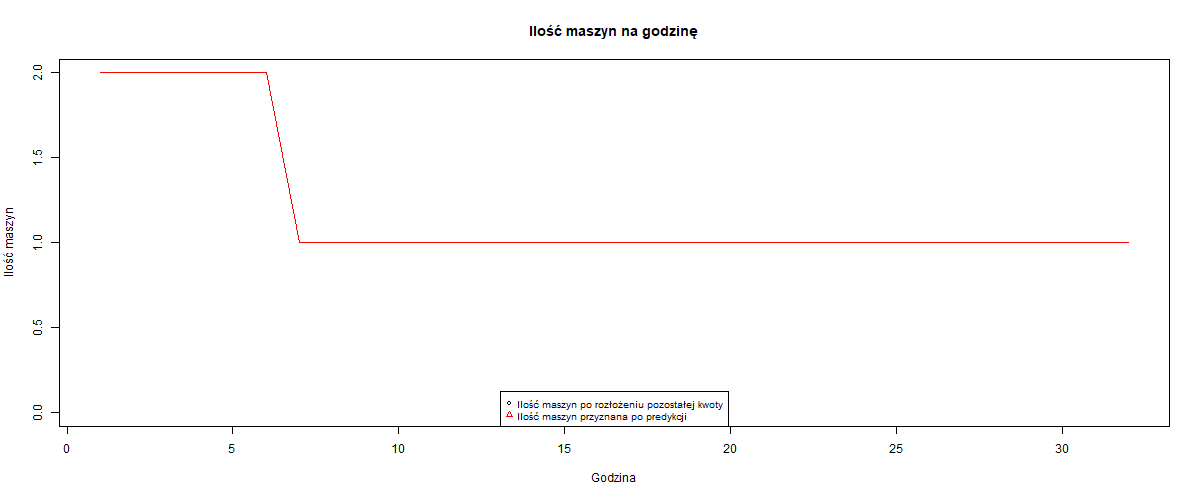 Ilość maszyn na godzinę
Ilość maszyn
2.0
1.5
1.0
0.5
0.0
Ilość maszyn po rozłożeniu pozostałej kwoty
Ilość maszyn przyznana po predykcji
0 5 10 15 20 25 30
Godzina